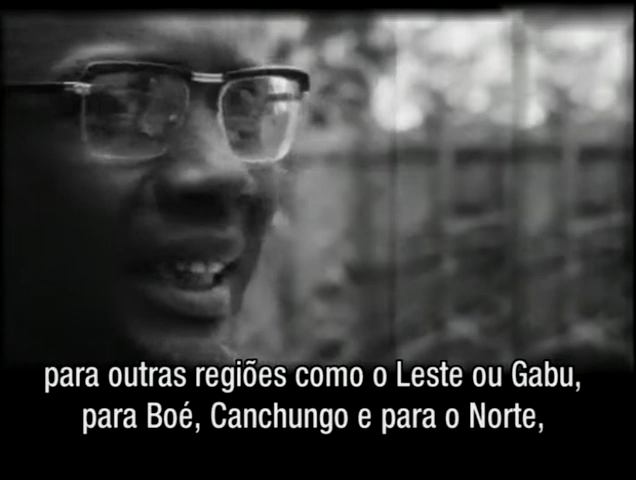 para outras regiões como o Leste ou Gabu,
para Boé, Canchungo e para o Norte,